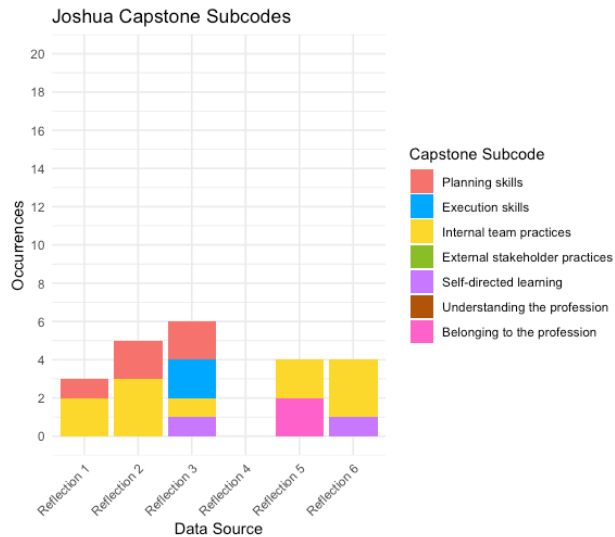 Joshua Capstone Subcodes
20
18
16
14
12
10
8
6
4
2
0
Occurrences
Reflection 1
Reflection 2
Reflection 3
Reflection 4
Reflection 5
Reflection 6
Data Source
Capstone Subcode
Planning skills
Execution skills
Internal team practices
External stakeholder practices
Self-directed learning
Understanding the profession
Belonging to the profession